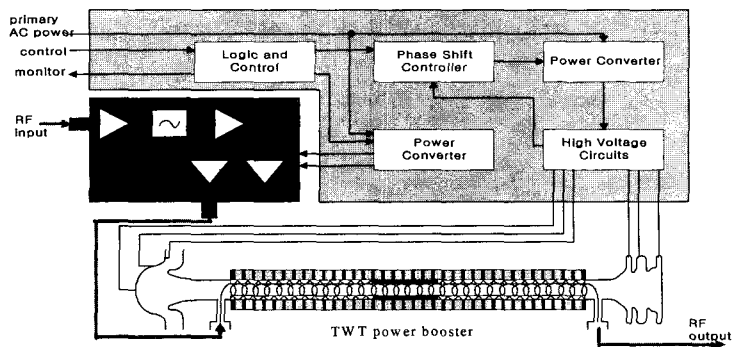 primary
AC power
control
monitor
Logic and
Control
Phase Shift
Controller
Power Converter
RF
Input
Power
Converter
High Voltage
Circuits
TWT power booster
RF
output